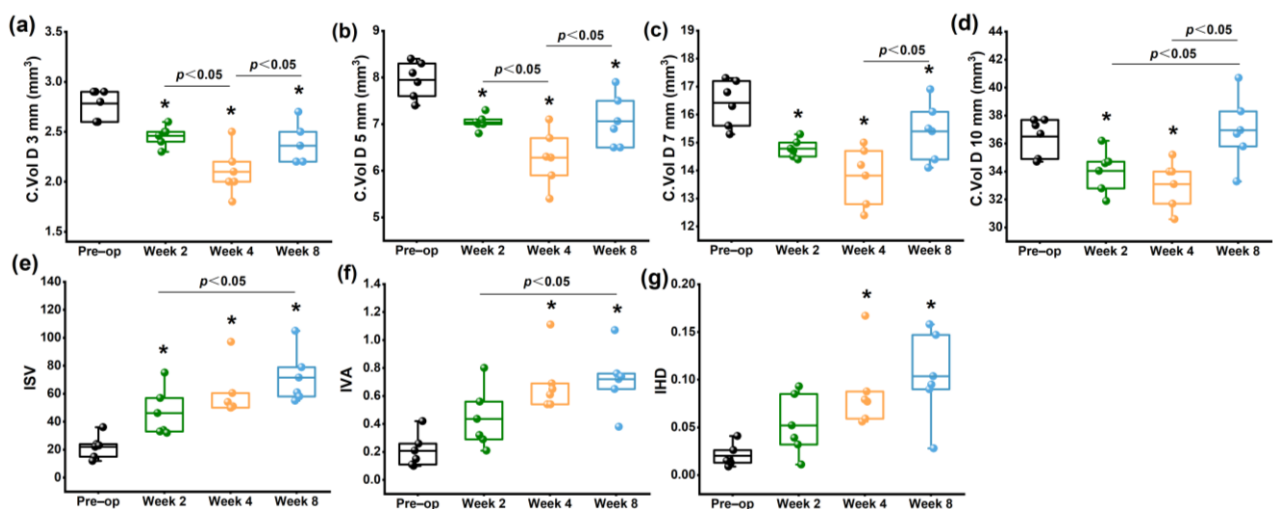 (a)
C.Vol D 3 mm (mm³)
3.5
3.0
2.5
2.0
1.5
p<0.05
p<0.05
*
*
*
Pre–op Week 2 Week 4 Week 8
(b)
C.Vol D 5 mm (mm³)
9
8
7
6
5
p<0.05
p<0.05
*
*
*
Pre–op Week 2 Week 4 Week 8
(c)
C.Vol D 7 mm (mm³)
19
18
17
16
15
14
13
12
p<0.05
*
*
*
Pre–op Week 2 Week 4 Week 8
(d)
C.Vol D 10 mm (mm³)
44
42
40
38
36
34
32
30
p<0.05
p<0.05
*
*
Pre–op Week 2 Week 4 Week 8
(e)
ISV
140
120
100
80
60
40
20
0
p<0.05
*
*
*
Pre–op Week 2 Week 4 Week 8
(f)
IVA
1.4
1.2
1.0
0.8
0.6
0.4
0.2
0.0
p<0.05
*
*
Pre–op Week 2 Week 4 Week 8
(g)
IHD
0.20
0.15
0.10
0.05
0.00
*
*
Pre–op Week 2 Week 4 Week 8